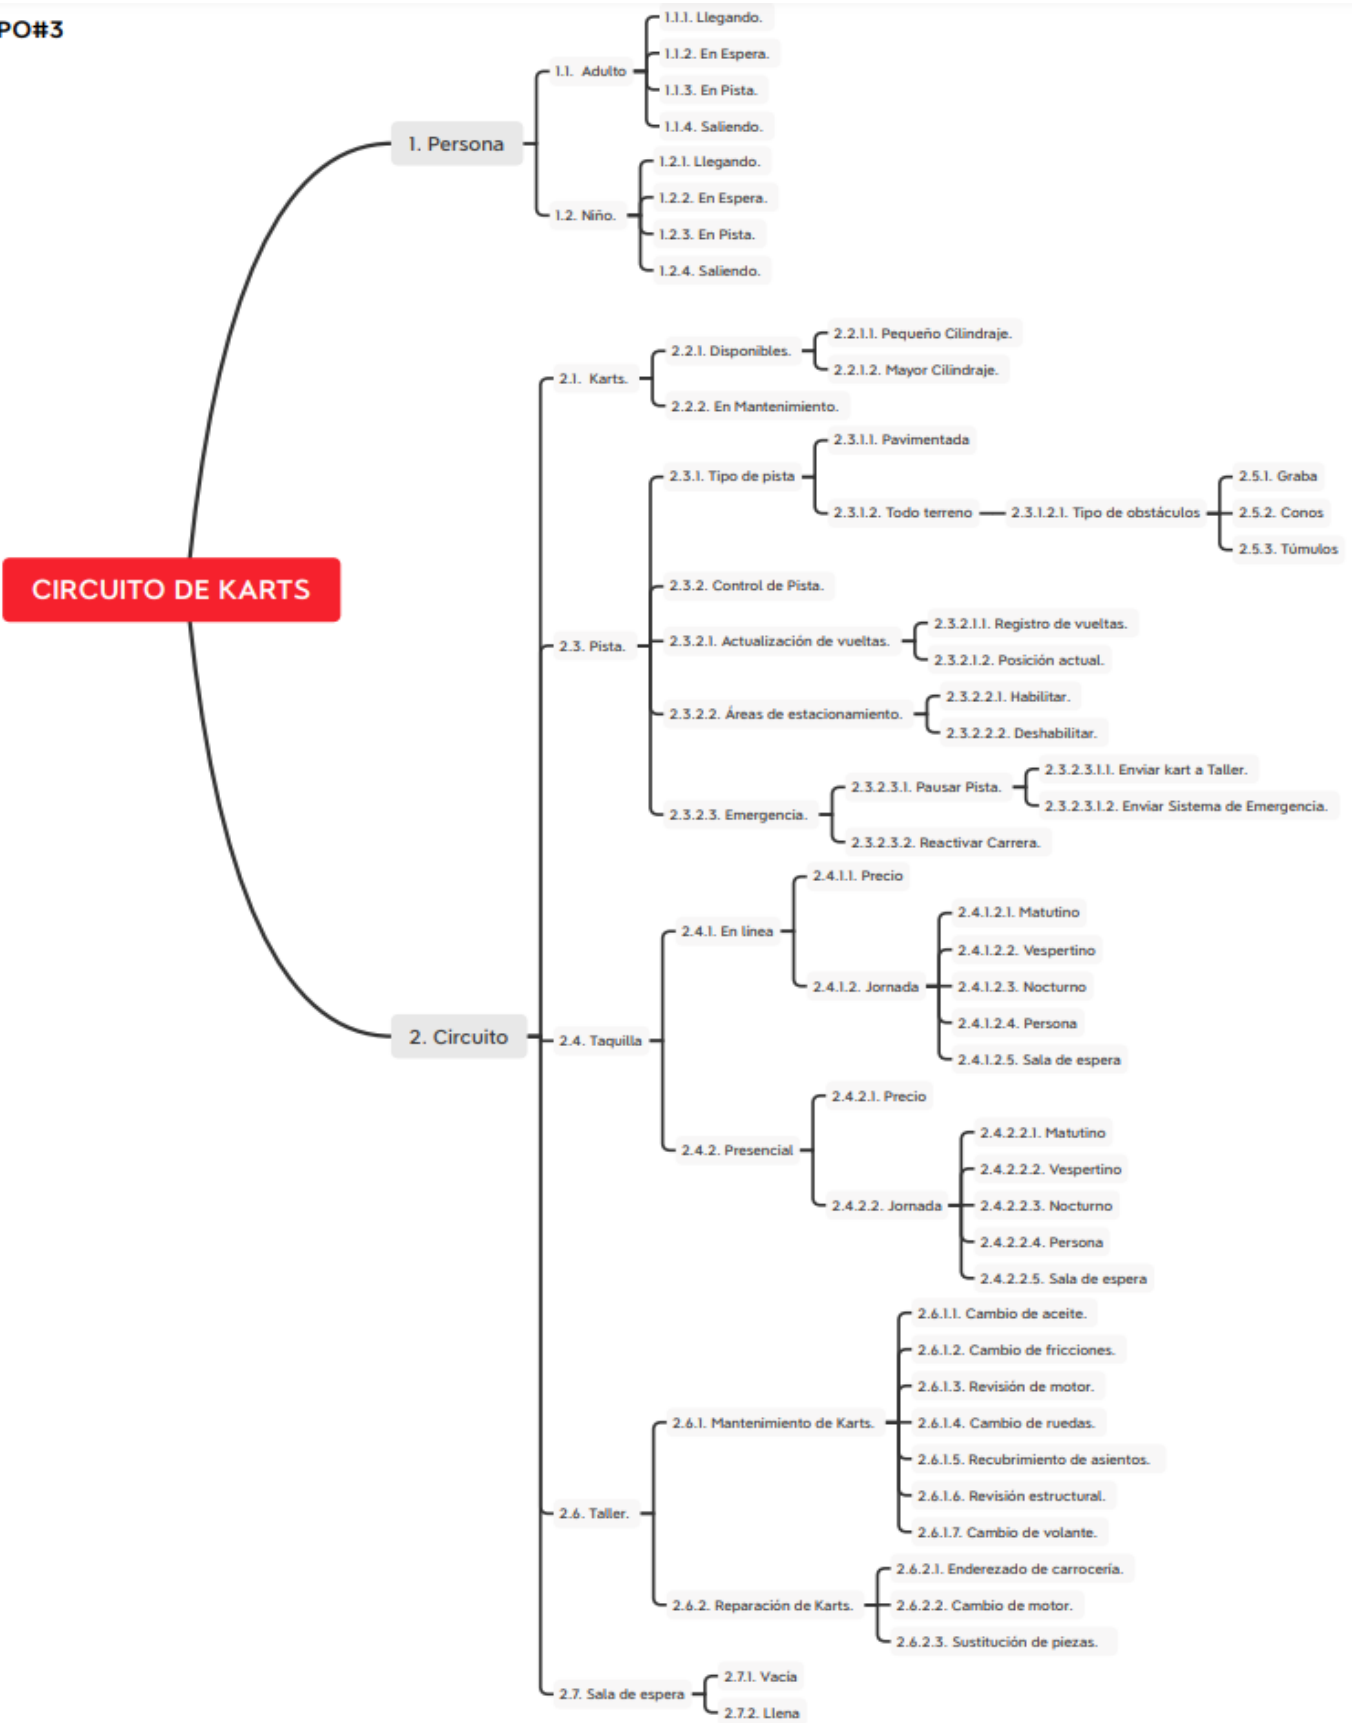 PO#3
CIRCUITO DE KARTS
1. Persona
1.1. Adulto
1.1.1. Llegando.
1.1.2. En Espera.
1.1.3. En Pista.
1.1.4. Saliendo.
1.2. Niño.
1.2.1. Llegando.
1.2.2. En Espera.
1.2.3. En Pista.
1.2.4. Saliendo.
2. Circuito
2.1. Karts.
2.2.1. Disponibles.
2.2.1.1. Pequeño Cilindraje.
2.2.1.2. Mayor Cilindraje.
2.2.2. En Mantenimiento.
2.3. Pista.
2.3.1. Tipo de pista
2.3.1.1. Pavimentada
2.3.1.2. Todo terreno
2.3.1.2.1. Tipo de obstáculos
2.5.1. Graba
2.5.2. Conos
2.5.3. Túmulos
2.3.2. Control de Pista.
2.3.2.1. Actualización de vueltas.
2.3.2.1.1. Registro de vueltas.
2.3.2.1.2. Posición actual.
2.3.2.2. Áreas de estacionamiento.
2.3.2.2.1. Habilitar.
2.3.2.2.2. Deshabilitar.
2.3.2.3. Emergencia.
2.3.2.3.1. Pausar Pista.
2.3.2.3.1.1. Enviar kart a Taller.
2.3.2.3.1.2. Enviar Sistema de Emergencia.
2.3.2.3.2. Reactivar Carrera.
2.4. Taquilla
2.4.1. En línea
2.4.1.1. Precio
2.4.1.2. Jornada
2.4.1.2.1. Matutino
2.4.1.2.2. Vespertino
2.4.1.2.3. Nocturno
2.4.1.2.4. Persona
2.4.1.2.5. Sala de espera
2.4.2. Presencial
2.4.2.1. Precio
2.4.2.2. Jornada
2.4.2.2.1. Matutino
2.4.2.2.2. Vespertino
2.4.2.2.3. Nocturno
2.4.2.2.4. Persona
2.4.2.2.5. Sala de espera
2.6. Taller.
2.6.1. Mantenimiento de Karts.
2.6.1.1. Cambio de aceite.
2.6.1.2. Cambio de fricciones.
2.6.1.3. Revisión de motor.
2.6.1.4. Cambio de ruedas.
2.6.1.5. Recubrimiento de asientos.
2.6.1.6. Revisión estructural.
2.6.1.7. Cambio de volante.
2.6.2. Reparación de Karts.
2.6.2.1. Enderezado de carrocería.
2.6.2.2. Cambio de motor.
2.6.2.3. Sustitución de piezas.
2.7. Sala de espera
2.7.1. Vacía
2.7.2. Llena